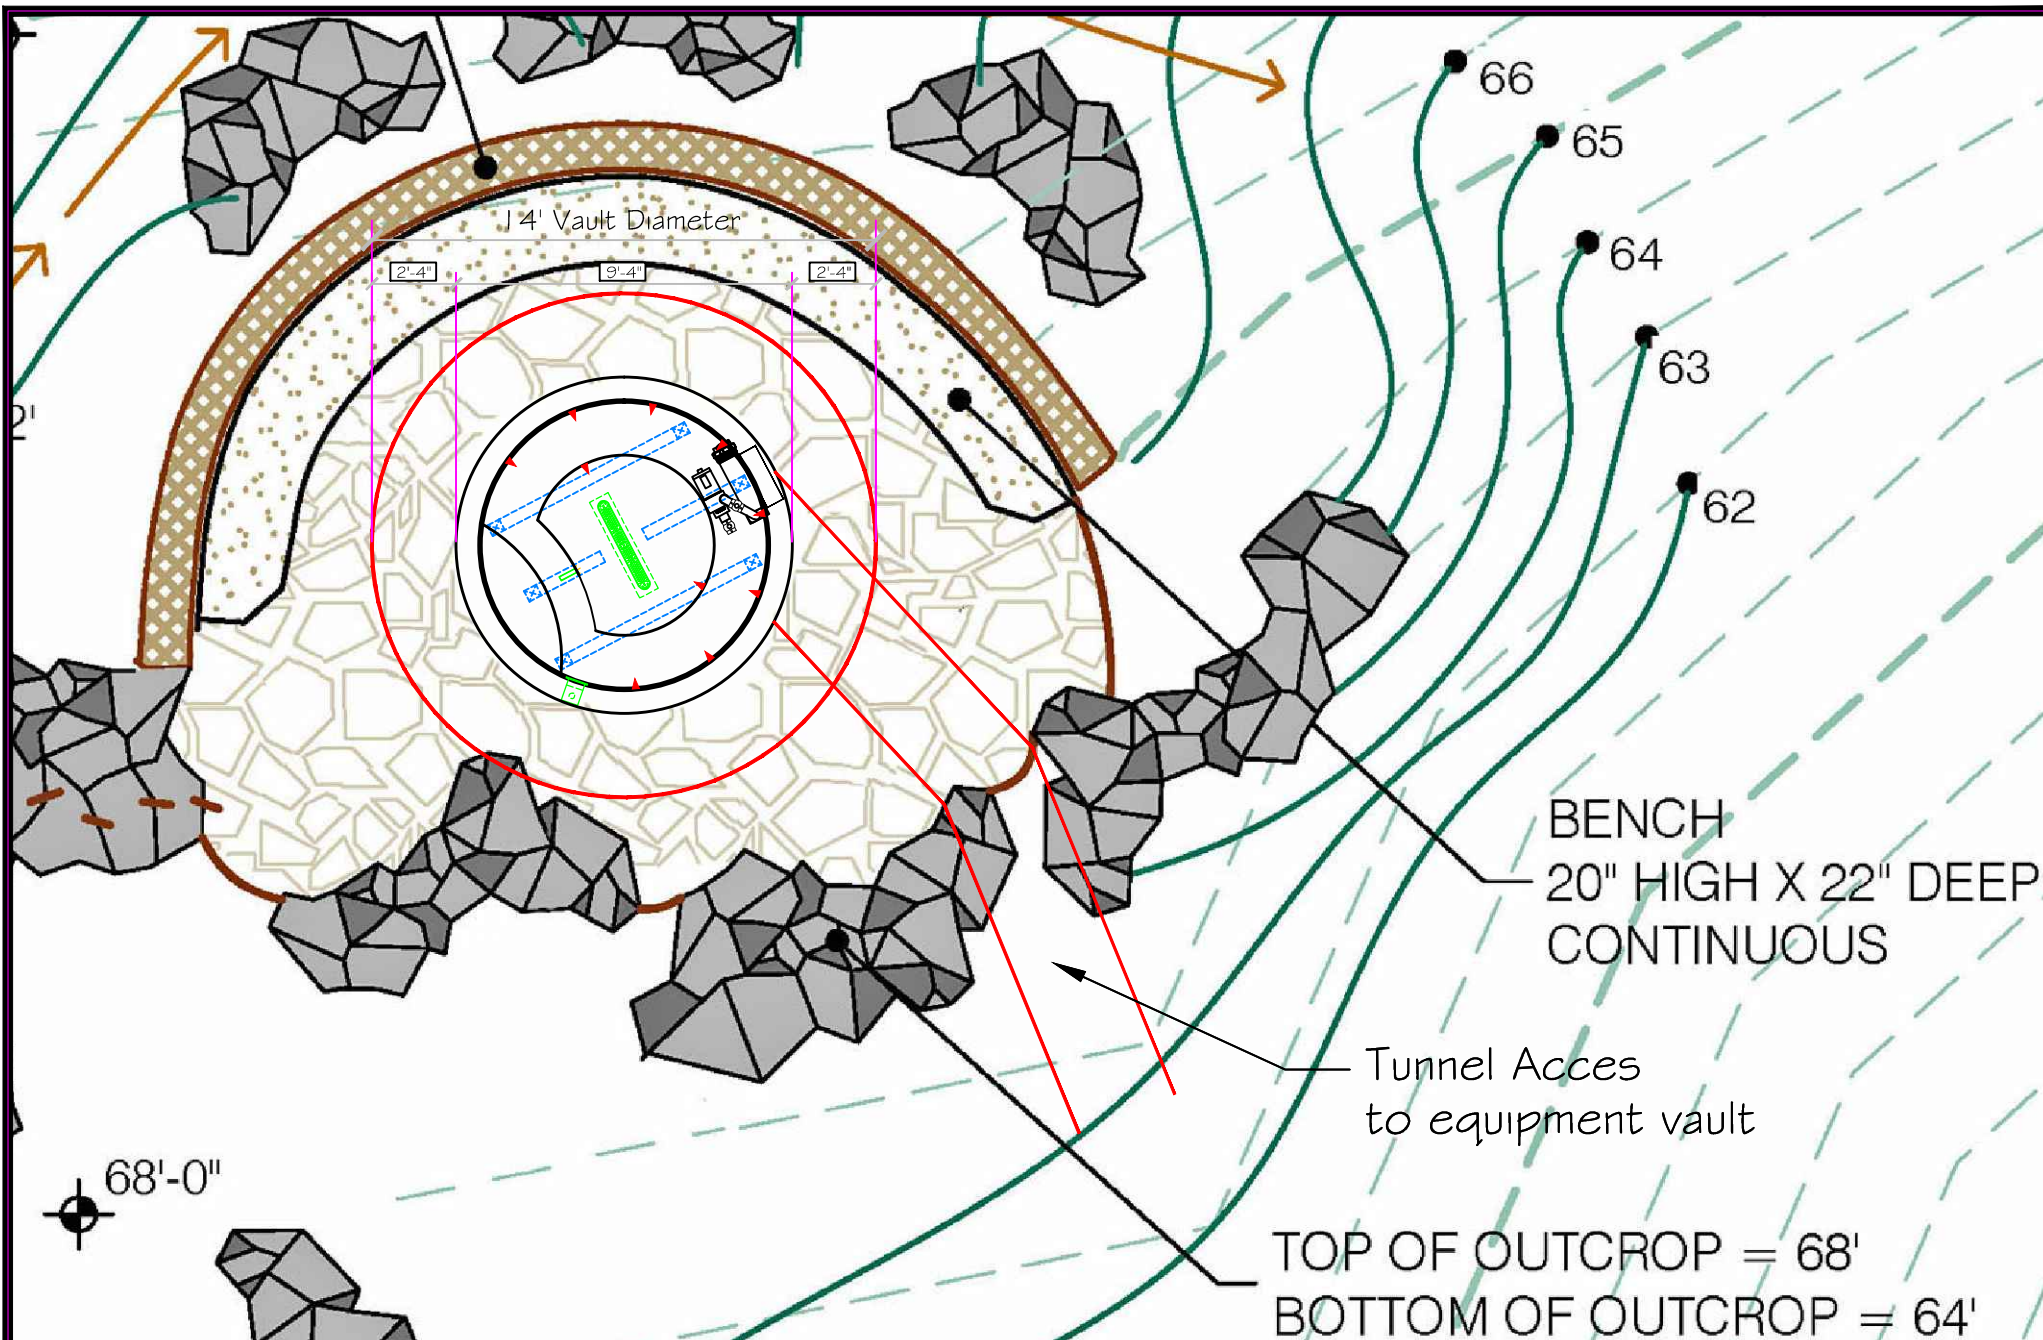 66
65
14' Vault Diameter
64
2'-4"
9'-4"
2'-4"
63
2'
62
BENCH
20" HIGH X 22" DEEP
CONTINUOUS
Tunnel Acces
to equipment vault
68'-0"
TOP OF OUTCROP = 68'
BOTTOM OF OUTCROP = 64'